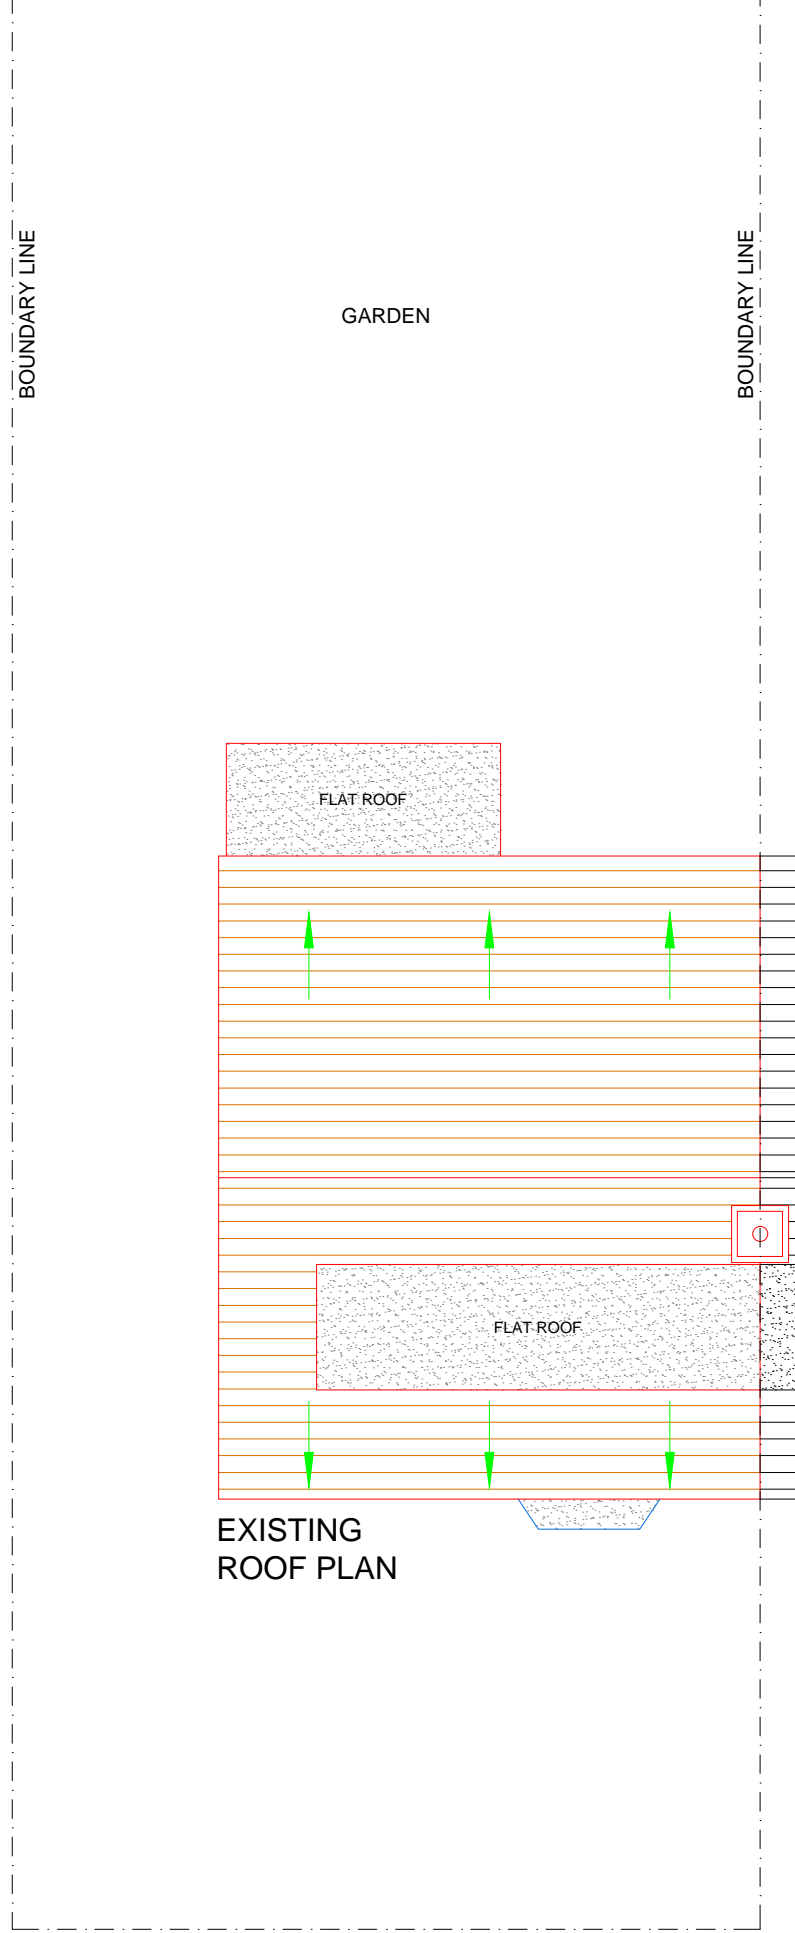 BOUNDARY LINE
BOUNDARY LINE
GARDEN
FLAT ROOF
FLAT ROOF
EXISTING
ROOF PLAN